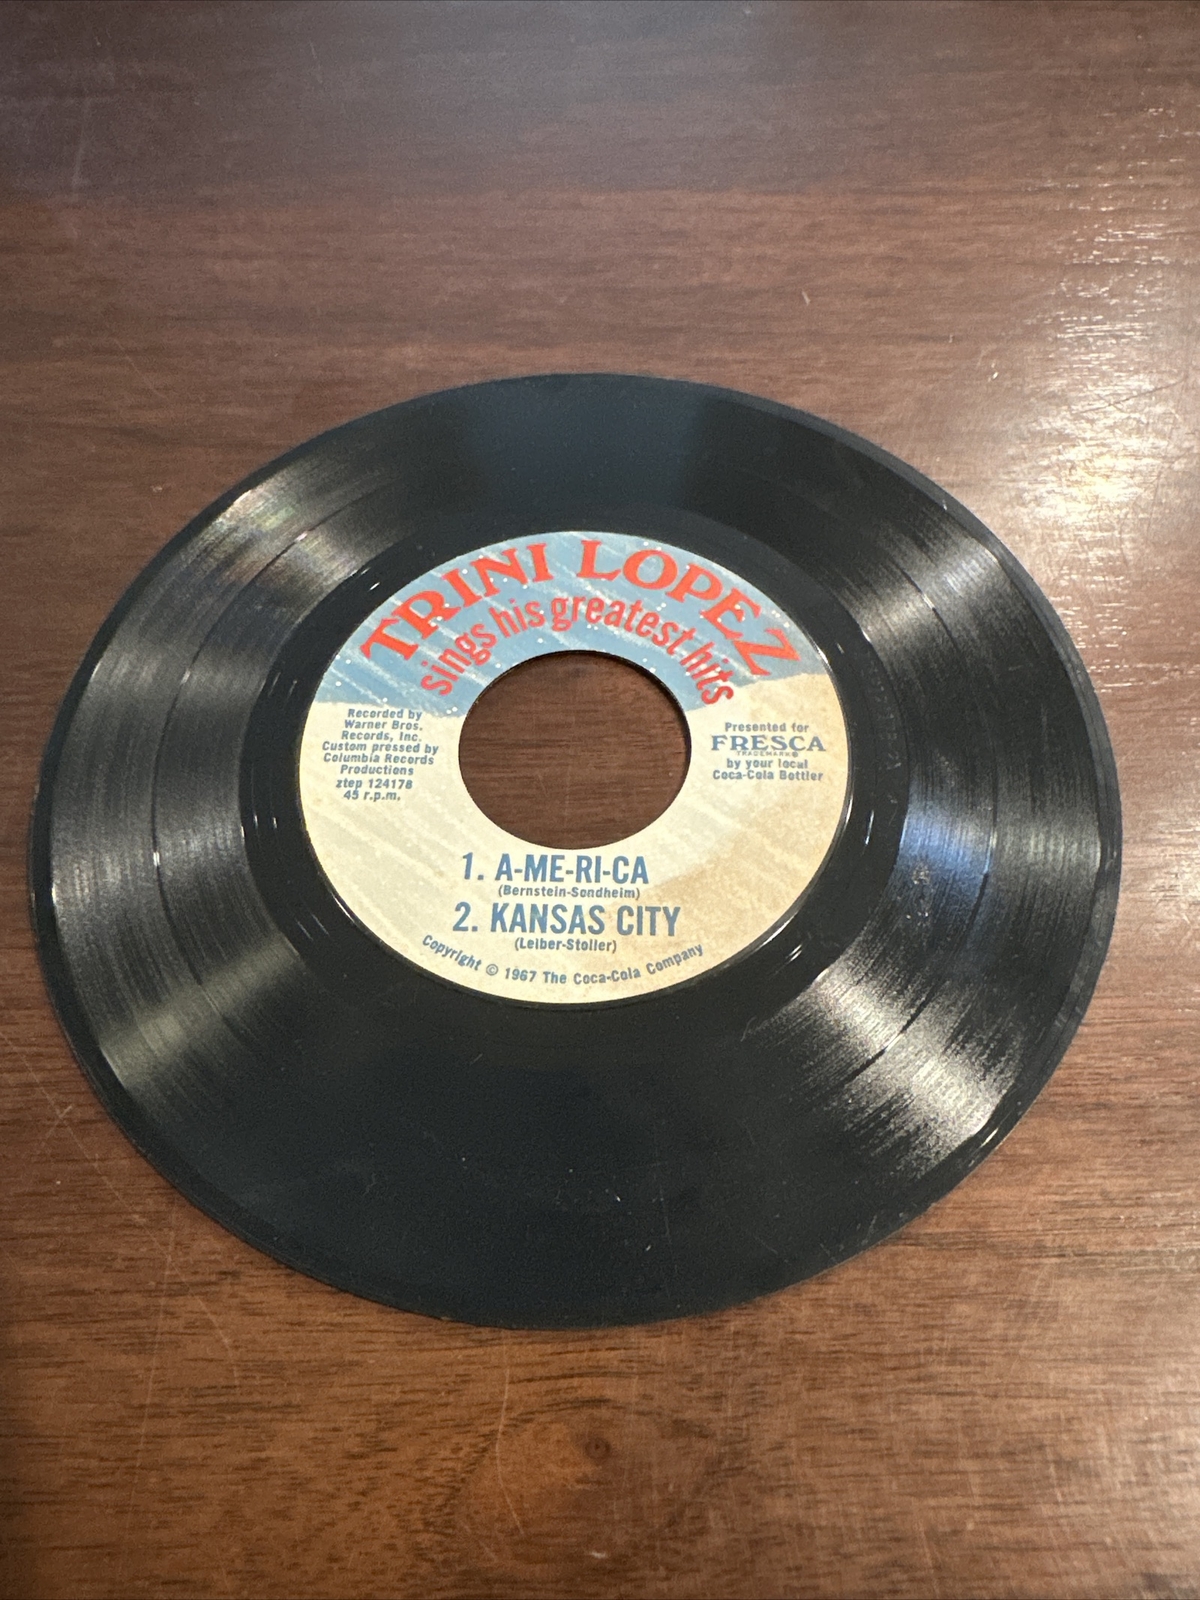 TRINI LOPEZ
sings his greatest hits
Recorded by
Warner Bros.
Records, Inc.
Custom pressed by
Columbia Records
Productions
ztep 124178
45 r.p.m.
Presented for
FRESCA
TRADEMARK®
by your local
Coca-Cola Bottler
1. A-ME-RI-CA
(Bernstein-Sondheim)
2. KANSAS CITY
(Leiber-Stoller)
Copyright © 1967 The Coca-Cola Company